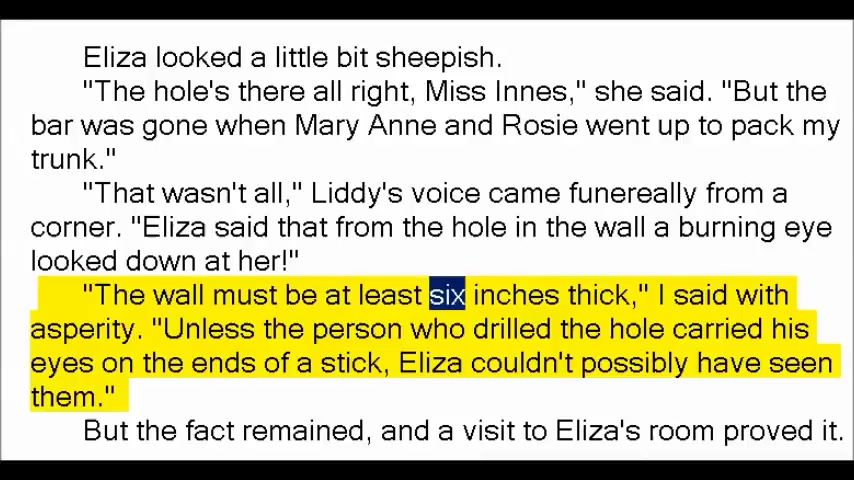 Eliza looked a little bit sheepish.
"The hole's there all right, Miss Innes," she said. "But the
bar was gone when Mary Anne and Rosie went up to pack my
trunk."
"That wasn't all," Liddy's voice came funereally from a
corner. "Eliza said that from the hole in the wall a burning eye
looked down at her!"
"The wall must be at least six inches thick," I said with
asperity. "Unless the person who drilled the hole carried his
eyes on the ends of a stick, Eliza couldn't possibly have seen
them."
But the fact remained, and a visit to Eliza's room proved it.